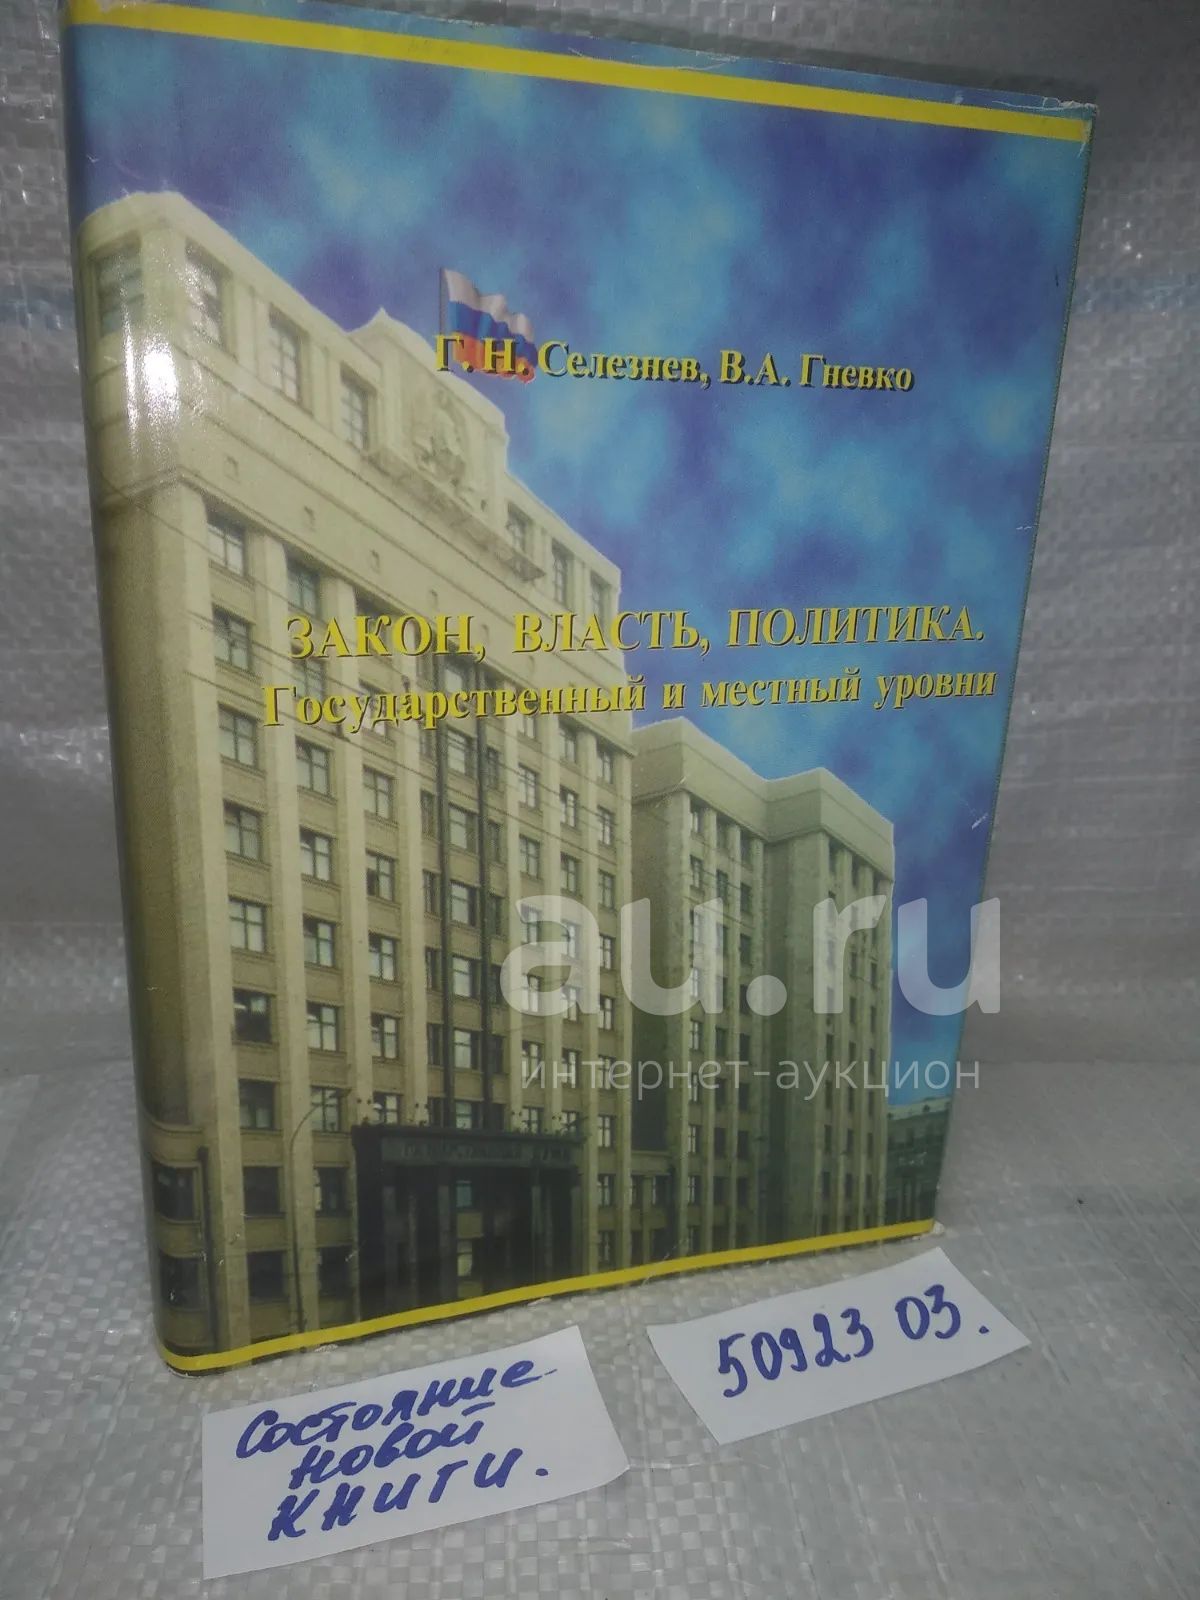 Г. Н. Селезнев, В.А. Гневко
ЗАКОН, ВЛАСТЬ, ПОЛИТИКА.
Государственный и местный уровни
au.ru
интернет-аукцион
Состояние
новой
книги.
50923 03.